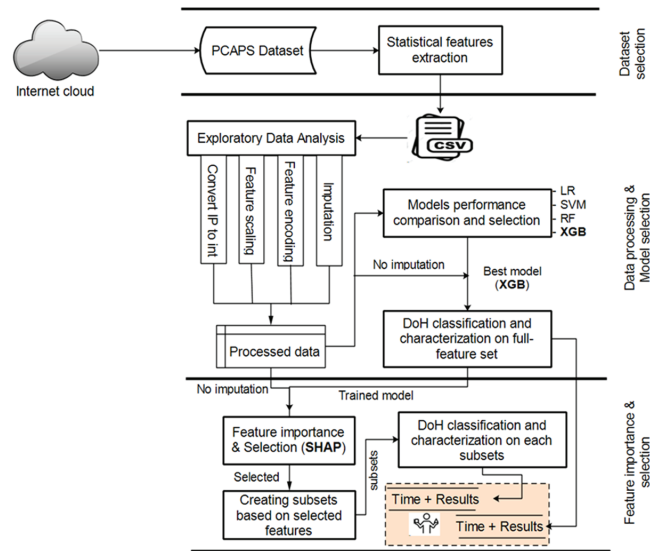 PCAPS Dataset
Statistical features
extraction
Internet cloud
Dataset
selection
Exploratory Data Analysis
CSV
Convert IP to int
Feature scaling
Feature encoding
Imputation
Models performance
comparison and selection
LR
SVM
RF
XGB
No imputation
Best model
(XGB)
Data processing &
Model selection
Processed data
DoH classification and
characterization on full-
feature set
No imputation
Trained model
Feature importance
& Selection (SHAP)
DoH classification and
characterization on each
subsets
Selected
subsets
Creating subsets
based on selected
features
Time + Results
Time + Results
Feature importance &
selection